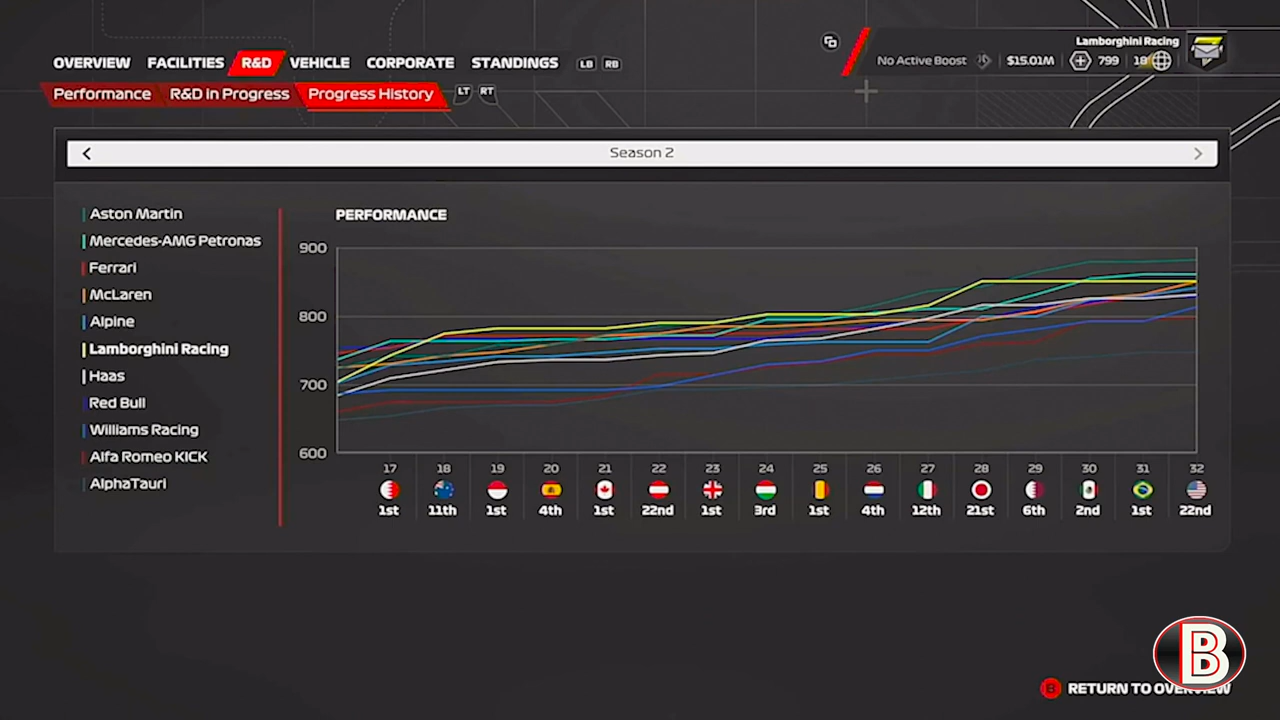 Lamborghini Racing
OVERVIEW FACILITIES R&D VEHICLE CORPORATE STANDINGS LB RB
No Active Boost $15.01M 799 18
Performance R&D In Progress Progress History LT RT
Season 2
Aston Martin
Mercedes-AMG Petronas
Ferrari
McLaren
Alpine
Lamborghini Racing
Haas
Red Bull
Williams Racing
Alfa Romeo KICK
AlphaTauri
PERFORMANCE
900
800
700
600
17 18 19 20 21 22 23 24 25 26 27 28 29 30 31 32
1st 11th 1st 4th 1st 22nd 1st 3rd 1st 4th 12th 21st 6th 2nd 1st 22nd
B
B RETURN TO OVERVIEW